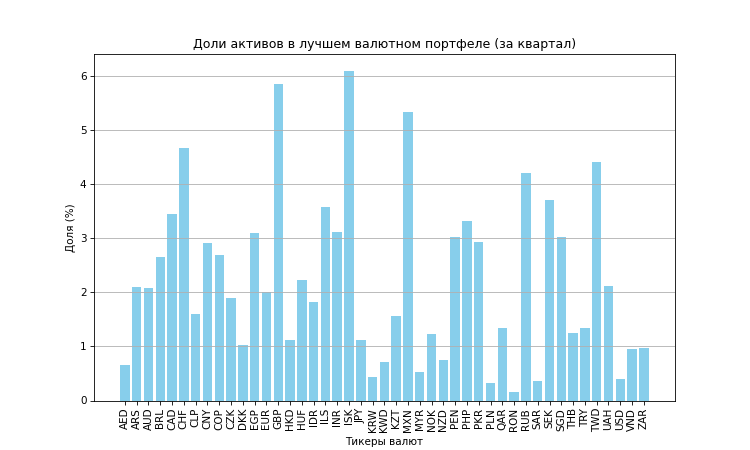 Доли активов в лучшем валютном портфеле (за квартал)
Доля (%)
6
5
4
3
2
1
0
AED ARS AUD BRL CAD CHF CLP CNY COP CZK DKK EGP EUR GBP HKD HUF IDR ILS INR ISK JPY KRW KWD KZT MXN MYR NOK NZD PEN PHP PKR PLN QAR RON RUB SAR SEK SGD THB TRY TWD UAH USD VND ZAR
Тикеры валют